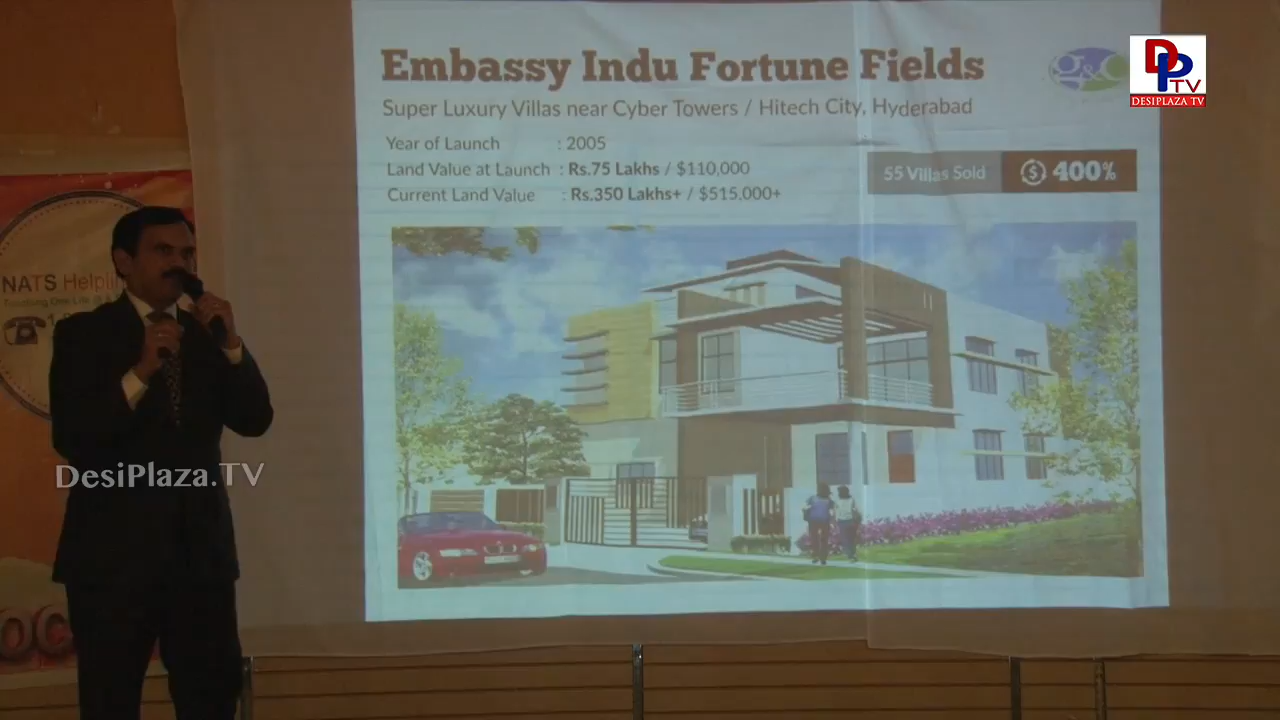 Embassy Indu Fortune Fields
Super Luxury Villas near Cyber Towers / Hitech City, Hyderabad
Year of Launch : 2005
Land Value at Launch : Rs.75 Lakhs / $110,000
Current Land Value : Rs.350 Lakhs+ / $515,000+
55 Villas Sold
$ 400%
g&c
DPTV
DESIPLAZA TV
NATS
DesiPlaza.TV